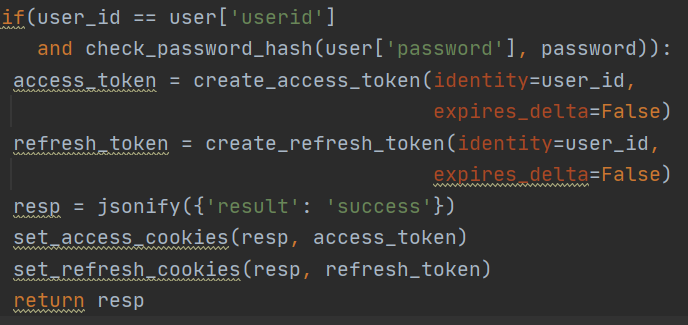 if(user_id == user['userid']
   and check_password_hash(user['password'], password)):
 access_token = create_access_token(identity=user_id,
                                    expires_delta=False)
 refresh_token = create_refresh_token(identity=user_id,
                                    expires_delta=False)
 resp = jsonify({'result': 'success'})
 set_access_cookies(resp, access_token)
 set_refresh_cookies(resp, refresh_token)
 return resp